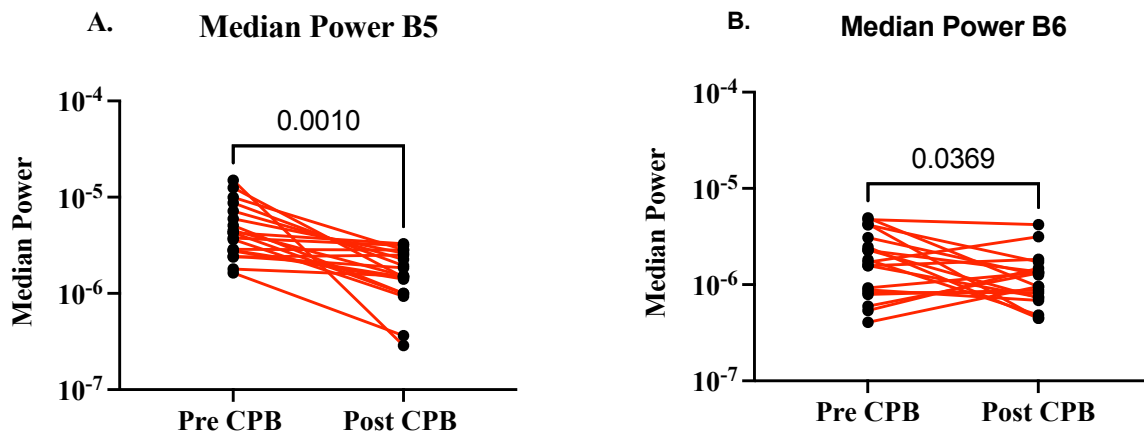 A.
Median Power B5
Median Power
10⁻⁴
10⁻⁵
10⁻⁶
10⁻⁷
0.0010
Pre CPB
Post CPB
B.
Median Power B6
Median Power
10⁻⁴
10⁻⁵
10⁻⁶
10⁻⁷
0.0369
Pre CPB
Post CPB